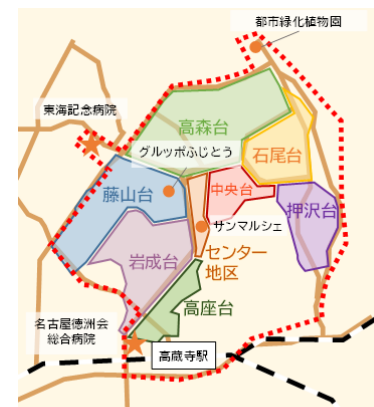 都市緑化植物園
東海記念病院
高森台
グルッポふじとう
石尾台
藤山台
中央台
押沢台
サンマルシェ
岩成台
センター
地区
高座台
名古屋徳洲会
総合病院
高蔵寺駅